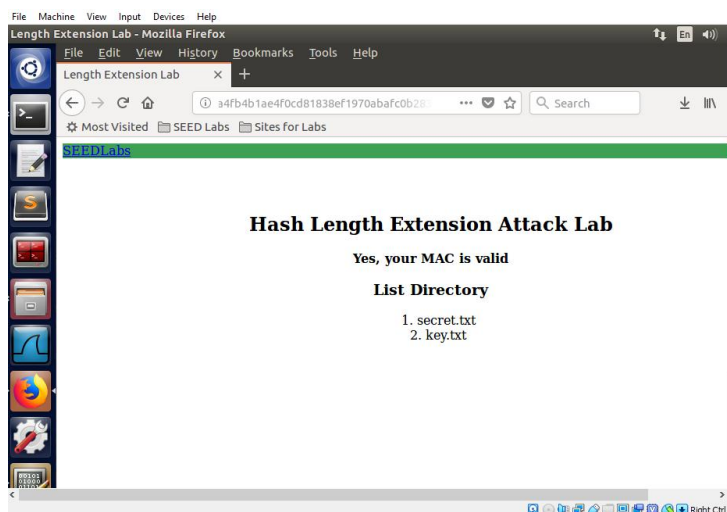 File Machine View Input Devices Help
Length Extension Lab - Mozilla Firefox
En
File Edit View History Bookmarks Tools Help
Length Extension Lab × +
a4fb4b1ae4f0cd81838ef1970abafc0b28 ... Search
Most Visited SEED Labs Sites for Labs
SEEDLabs
Hash Length Extension Attack Lab
Yes, your MAC is valid
List Directory
1. secret.txt
2. key.txt
Right Ctrl